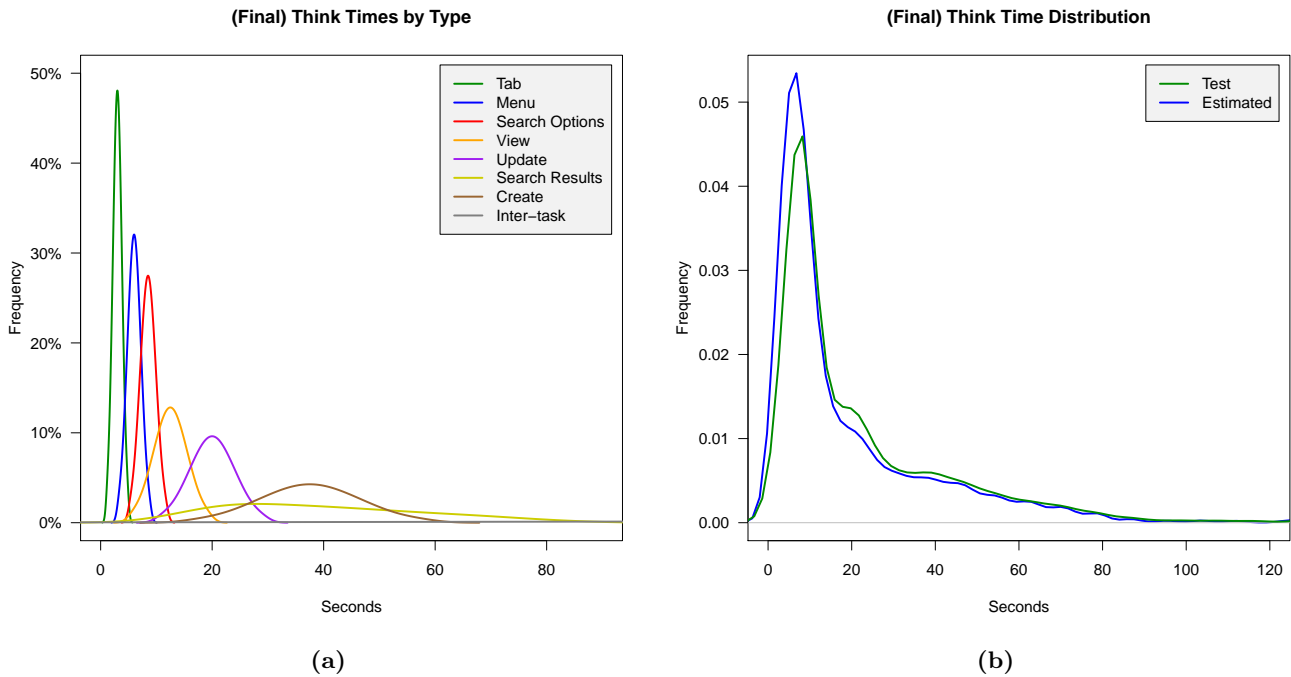 (Final) Think Times by Type
50%
40%
30%
20%
10%
0%
Frequency
Tab
Menu
Search Options
View
Update
Search Results
Create
Inter−task
0 20 40 60 80
Seconds
(a)
(Final) Think Time Distribution
0.05
0.04
0.03
0.02
0.01
0.00
Frequency
Test
Estimated
0 20 40 60 80 100 120
Seconds
(b)